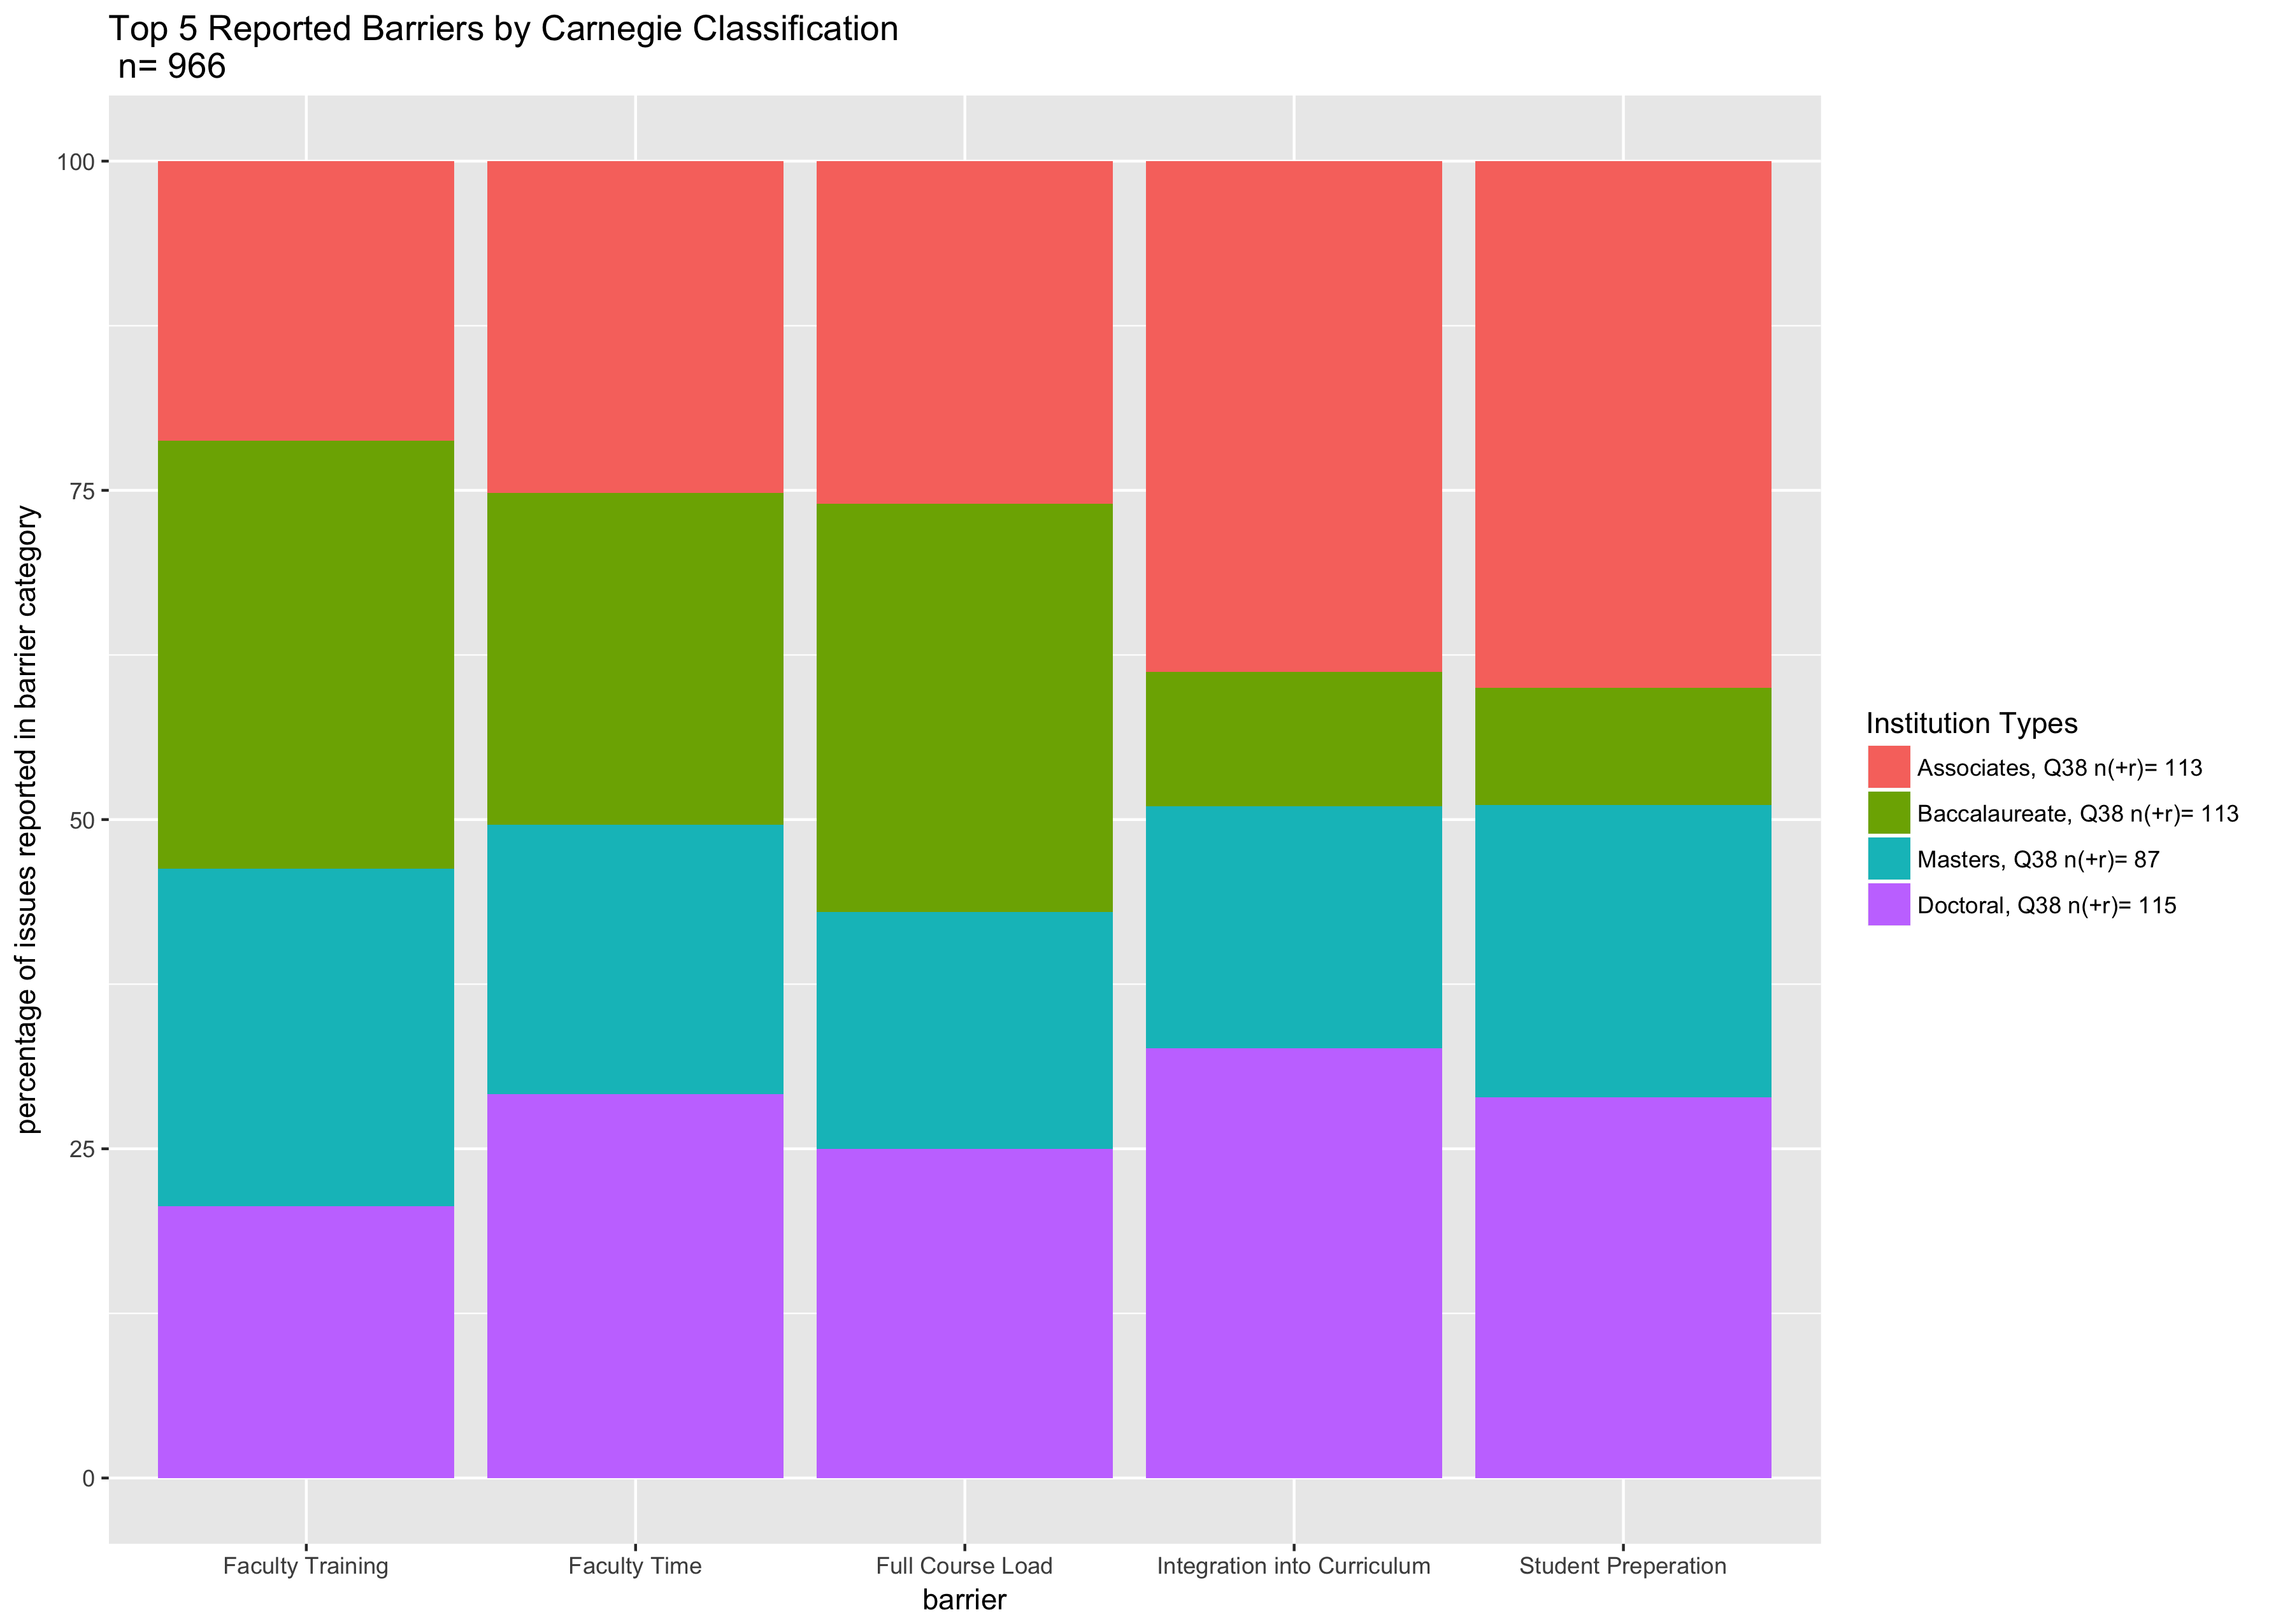 Top 5 Reported Barriers by Carnegie Classification
n= 966
percentage of issues reported in barrier category
100
75
50
25
0
Faculty Training
Faculty Time
Full Course Load
Integration into Curriculum
Student Preperation
barrier
Institution Types
Associates, Q38 n(+r)= 113
Baccalaureate, Q38 n(+r)= 113
Masters, Q38 n(+r)= 87
Doctoral, Q38 n(+r)= 115